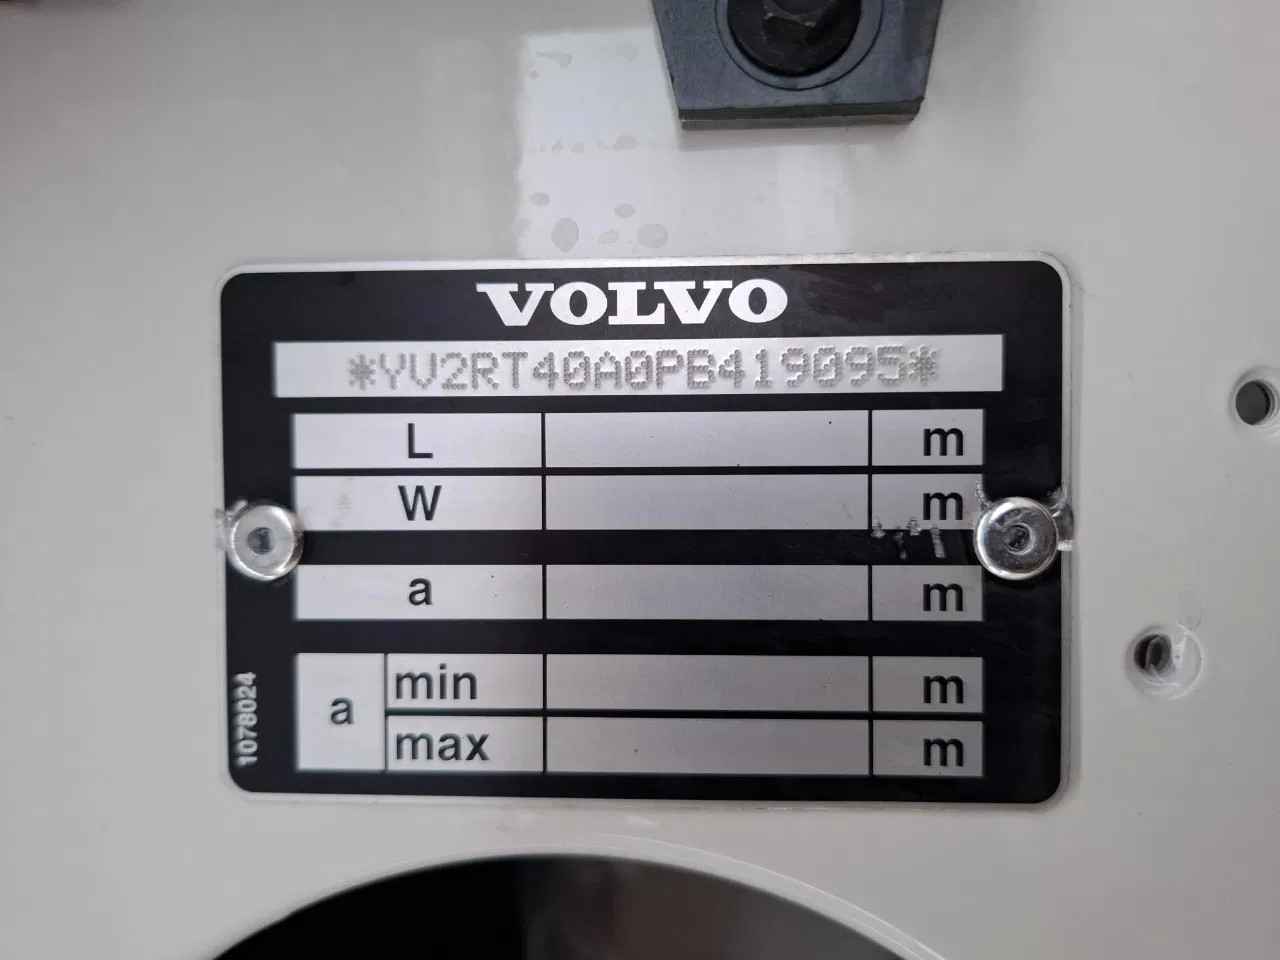 VOLVO
*YV2RT40A0PB419095*
L m
W m
a m
a min m
max m
1078024